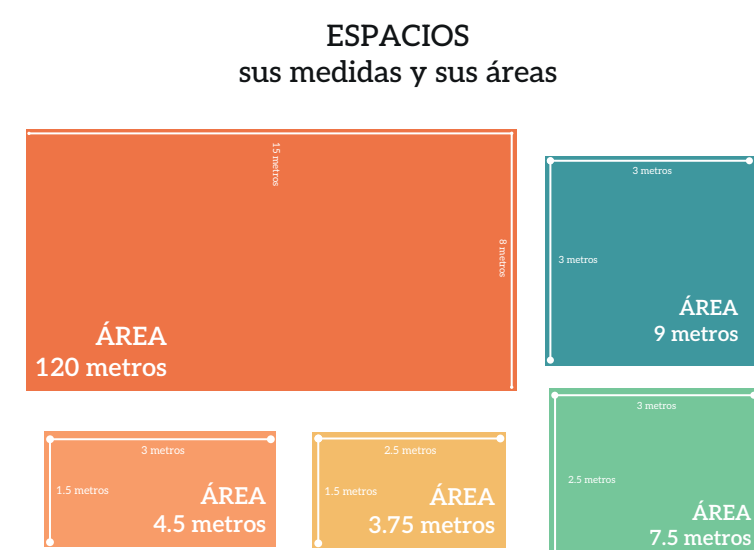 ESPACIOS
sus medidas y sus áreas
15 metros
8 metros
ÁREA
120 metros
3 metros
3 metros
ÁREA
9 metros
3 metros
1.5 metros
ÁREA
4.5 metros
2.5 metros
1.5 metros
ÁREA
3.75 metros
3 metros
2.5 metros
ÁREA
7.5 metros